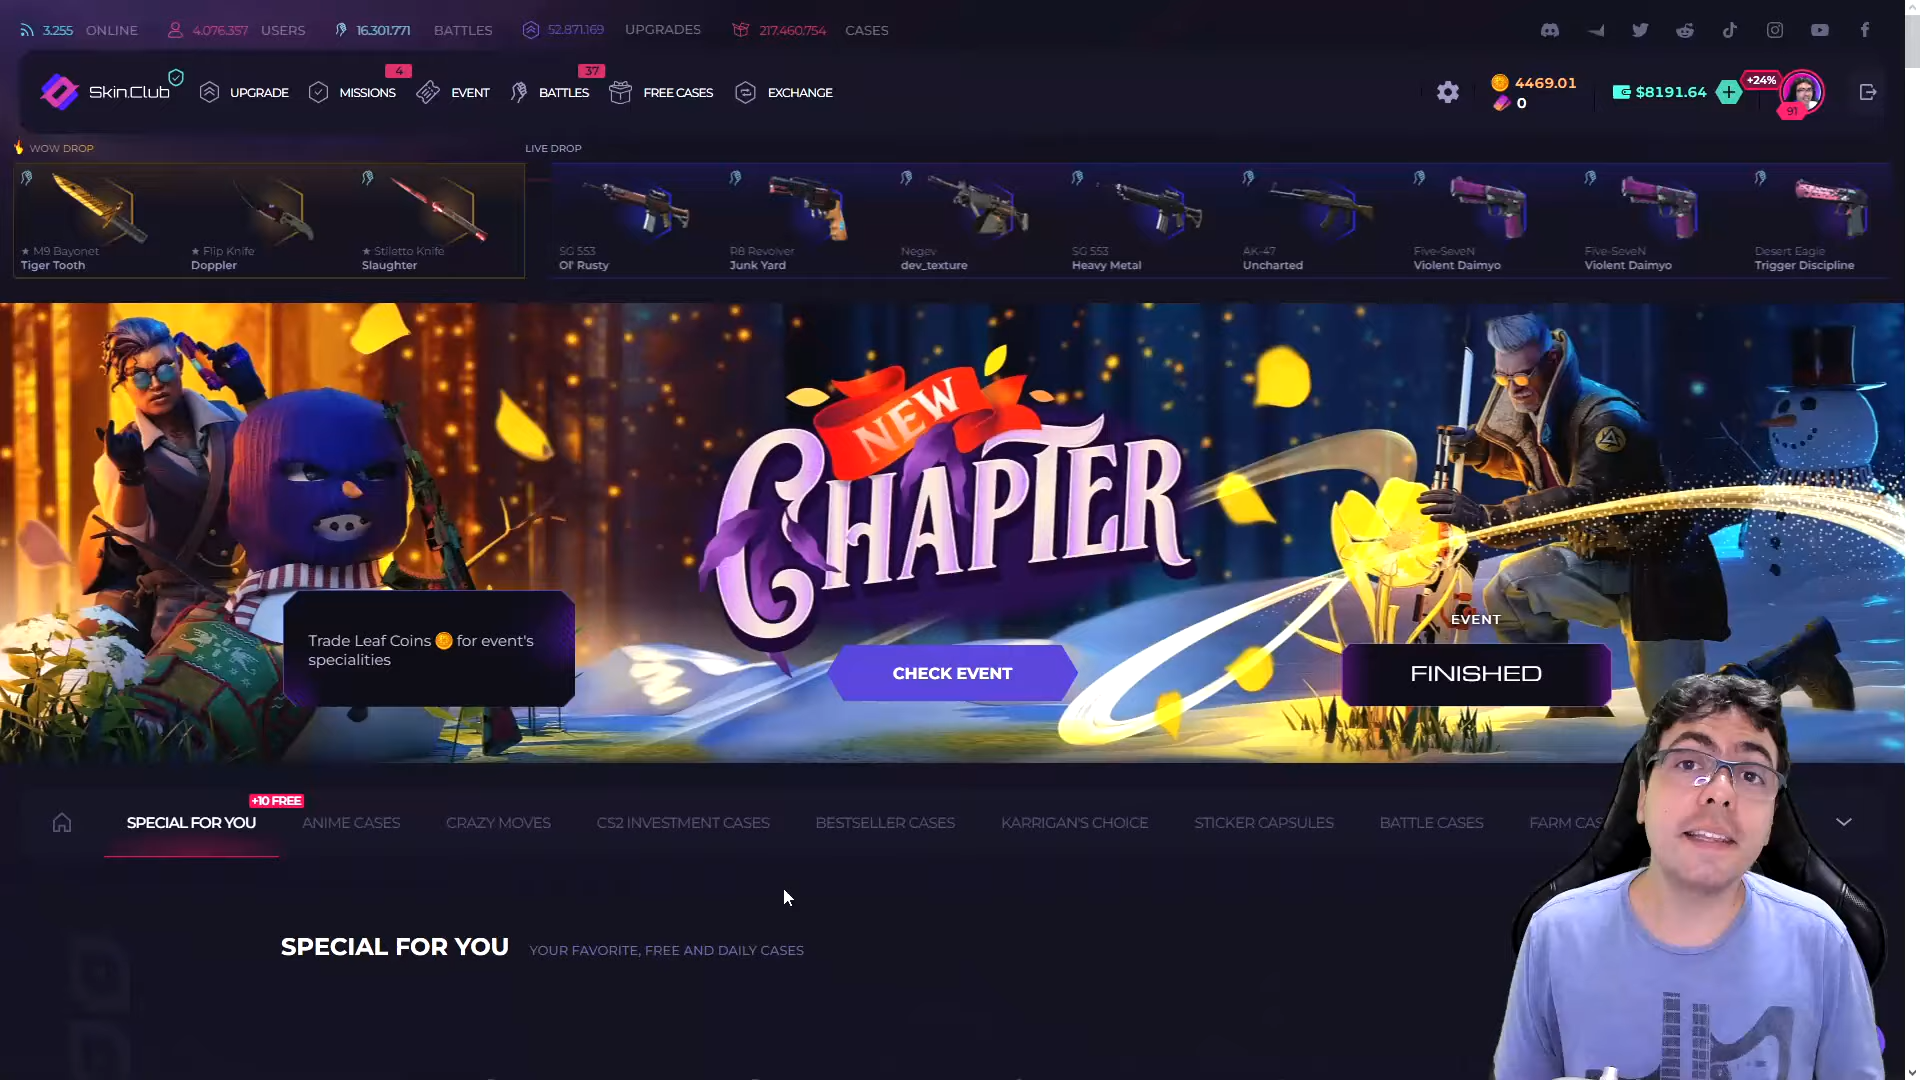 3.255 ONLINE 4.076.357 USERS 16.301.771 BATTLES 52.871.169 UPGRADES 217.460.754 CASES
Skin.Club UPGRADE MISSIONS 4 EVENT BATTLES 37 FREE CASES EXCHANGE
4469.01
0
$8191.64
+24%
91
WOW DROP LIVE DROP
★ M9 Bayonet
Tiger Tooth
★ Flip Knife
Doppler
★ Stiletto Knife
Slaughter
SG 553
Ol' Rusty
R8 Revolver
Junk Yard
Negev
dev_texture
SG 553
Heavy Metal
AK-47
Uncharted
Five-SeveN
Violent Daimyo
Five-SeveN
Violent Daimyo
Desert Eagle
Trigger Discipline
NEW
CHAPTER
Trade Leaf Coins for event's
specialities
CHECK EVENT
EVENT
FINISHED
+10 FREE
SPECIAL FOR YOU ANIME CASES CRAZY MOVES CS2 INVESTMENT CASES BESTSELLER CASES KARRIGAN'S CHOICE STICKER CAPSULES BATTLE CASES FARM CAS
SPECIAL FOR YOU YOUR FAVORITE, FREE AND DAILY CASES